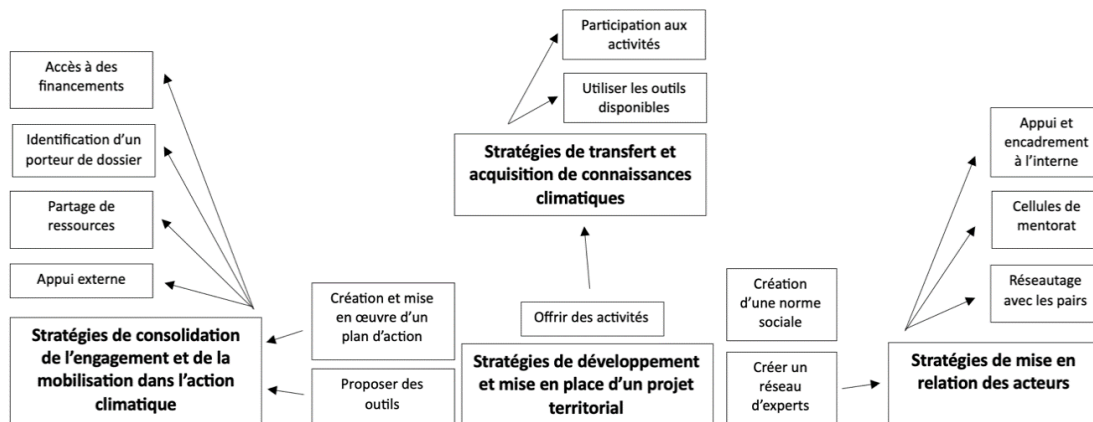 Accès à des
financements
Identification d'un
porteur de dossier
Partage de
ressources
Appui externe
Stratégies de consolidation
de l'engagement et de la
mobilisation dans l'action
climatique
Création et mise
en œuvre d'un
plan d'action
Proposer des
outils
Participation aux
activités
Utiliser les outils
disponibles
Stratégies de transfert et
acquisition de connaissances
climatiques
Offrir des activités
Stratégies de développement
et mise en place d'un projet
territorial
Création
d'une norme
sociale
Créer un
réseau
d'experts
Appui et
encadrement
à l'interne
Cellules de
mentorat
Réseautage
avec les pairs
Stratégies de mise en
relation des acteurs